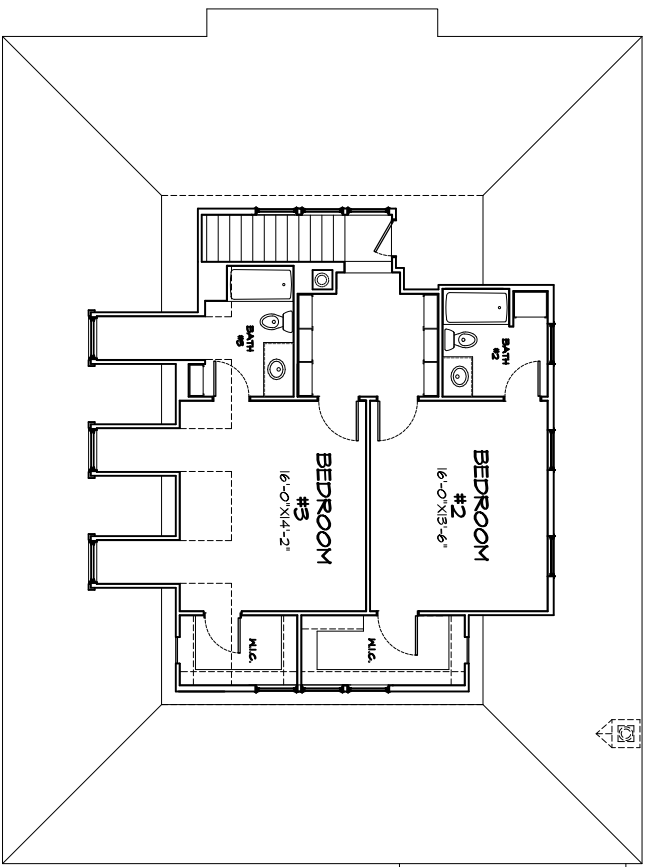 BATH
#3
BATH
#2
BEDROOM
#3
16'-0"X14'-2"
BEDROOM
#2
16'-0"X13'-6"
W.I.C.
W.I.C.